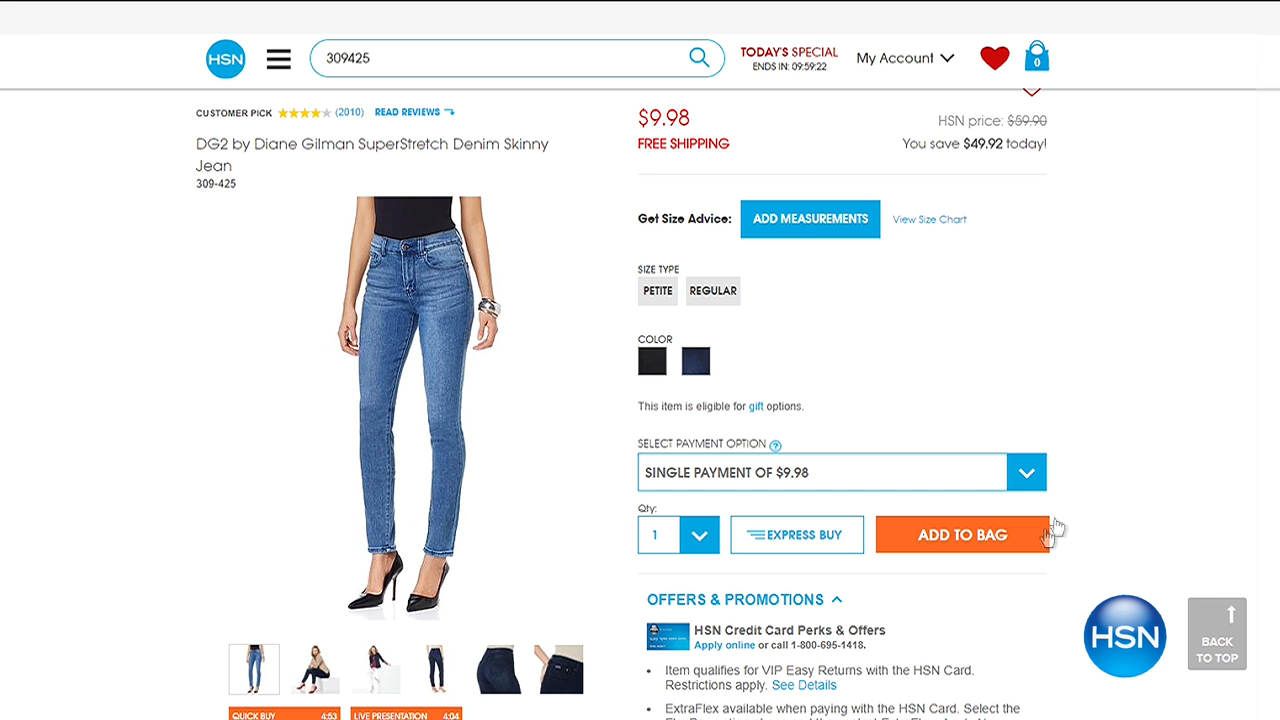 HSN
309425
TODAY'S SPECIAL
ENDS IN: 09:59:22
My Account
0
CUSTOMER PICK (2010) READ REVIEWS
DG2 by Diane Gilman SuperStretch Denim Skinny
Jean
309-425
$9.98
HSN price: $59.90
FREE SHIPPING
You save $49.92 today!
Get Size Advice: ADD MEASUREMENTS View Size Chart
SIZE TYPE
PETITE REGULAR
COLOR
This item is eligible for gift options.
SELECT PAYMENT OPTION ?
SINGLE PAYMENT OF $9.98
Qty:
1 EXPRESS BUY ADD TO BAG
OFFERS & PROMOTIONS
HSN Credit Card Perks & Offers
Apply online or call 1-800-695-1418.
• Item qualifies for VIP Easy Returns with the HSN Card.
Restrictions apply. See Details
• ExtraFlex available when paying with the HSN Card. Select the
HSN
BACK
TO TOP
QUICK BUY 4:53
LIVE PRESENTATION 4:04